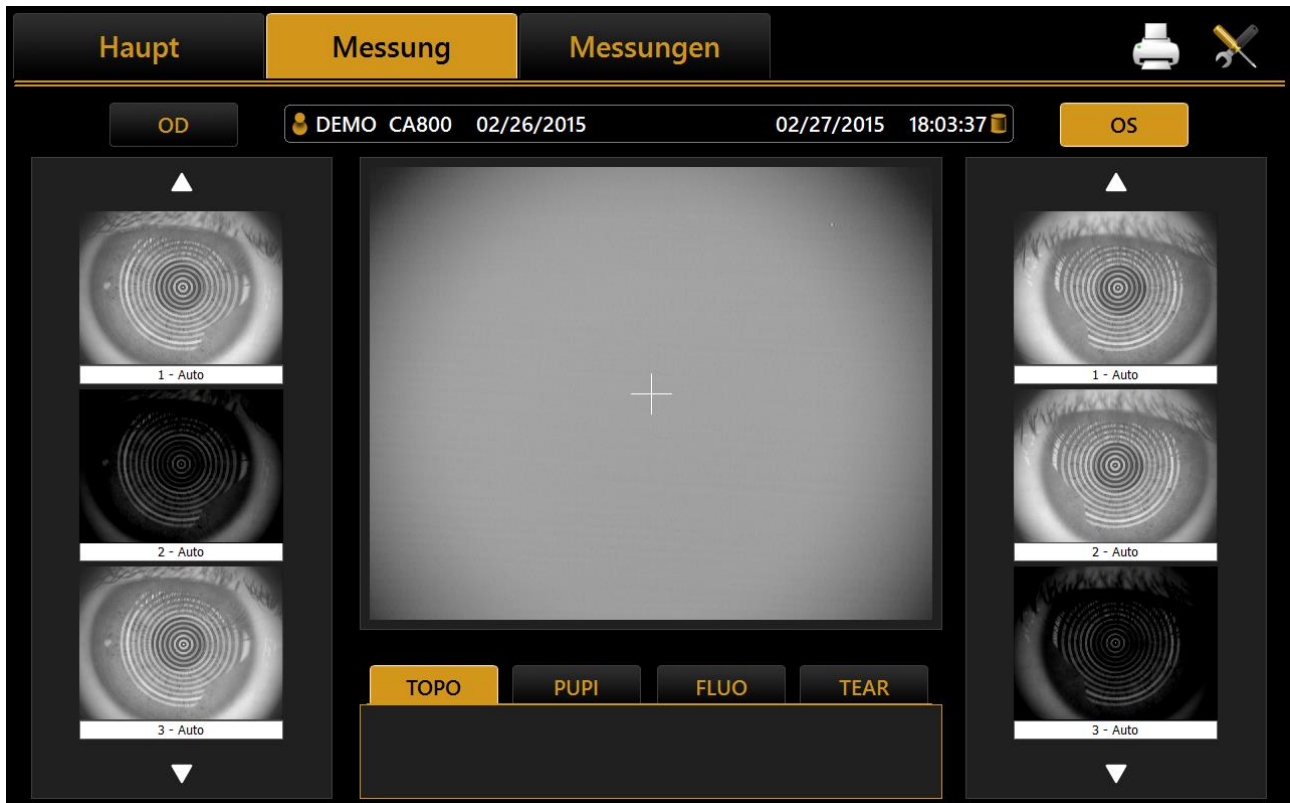 Haupt Messung Messungen
OD DEMO CA800 02/26/2015 02/27/2015 18:03:37 OS
1 - Auto
2 - Auto
3 - Auto
1 - Auto
2 - Auto
3 - Auto
TOPO PUPI FLUO TEAR